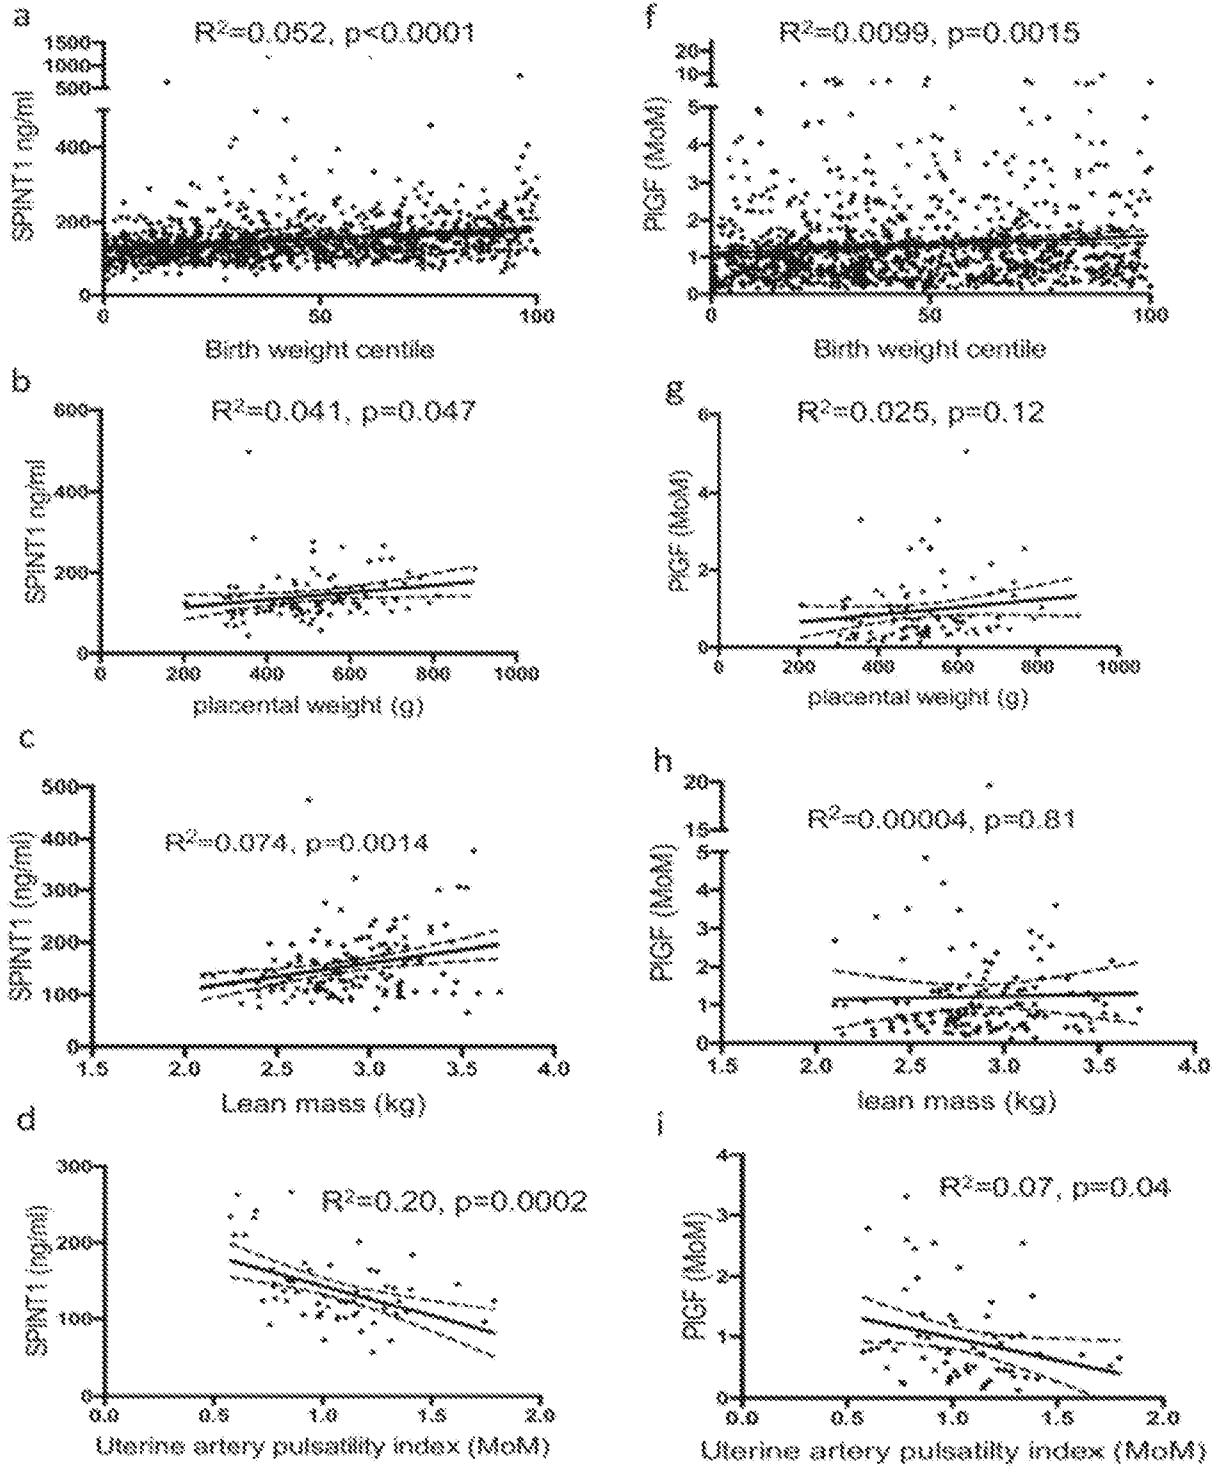 a
R²=0.052, p<0.0001
1500
1000
500
400
200
0
SPINT1 ng/ml
0 50 100
Birth weight centile
f
R²=0.0099, p=0.0015
20
10
5
4
3
2
1
0
PlGF (MoM)
0 50 100
Birth weight centile
b
R²=0.041, p=0.047
600
400
200
0
SPINT1 ng/ml
0 200 400 600 800 1000
placental weight (g)
g
R²=0.025, p=0.12
6
4
2
0
PlGF (MoM)
0 200 400 600 800 1000
placental weight (g)
c
R²=0.074, p=0.0014
500
400
300
200
100
0
SPINT1 (ng/ml)
1.5 2.0 2.5 3.0 3.5 4.0
Lean mass (kg)
h
R²=0.00004, p=0.81
20
15
5
4
3
2
1
0
PlGF (MoM)
1.5 2.0 2.5 3.0 3.5 4.0
lean mass (kg)
d
R²=0.20, p=0.0002
300
200
100
0
SPINT1 (ng/ml)
0.0 0.5 1.0 1.5 2.0
Uterine artery pulsatility index (MoM)
i
R²=0.07, p=0.04
4
3
2
1
0
PlGF (MoM)
0.0 0.5 1.0 1.5 2.0
Uterine artery pulsatilty index (MoM)